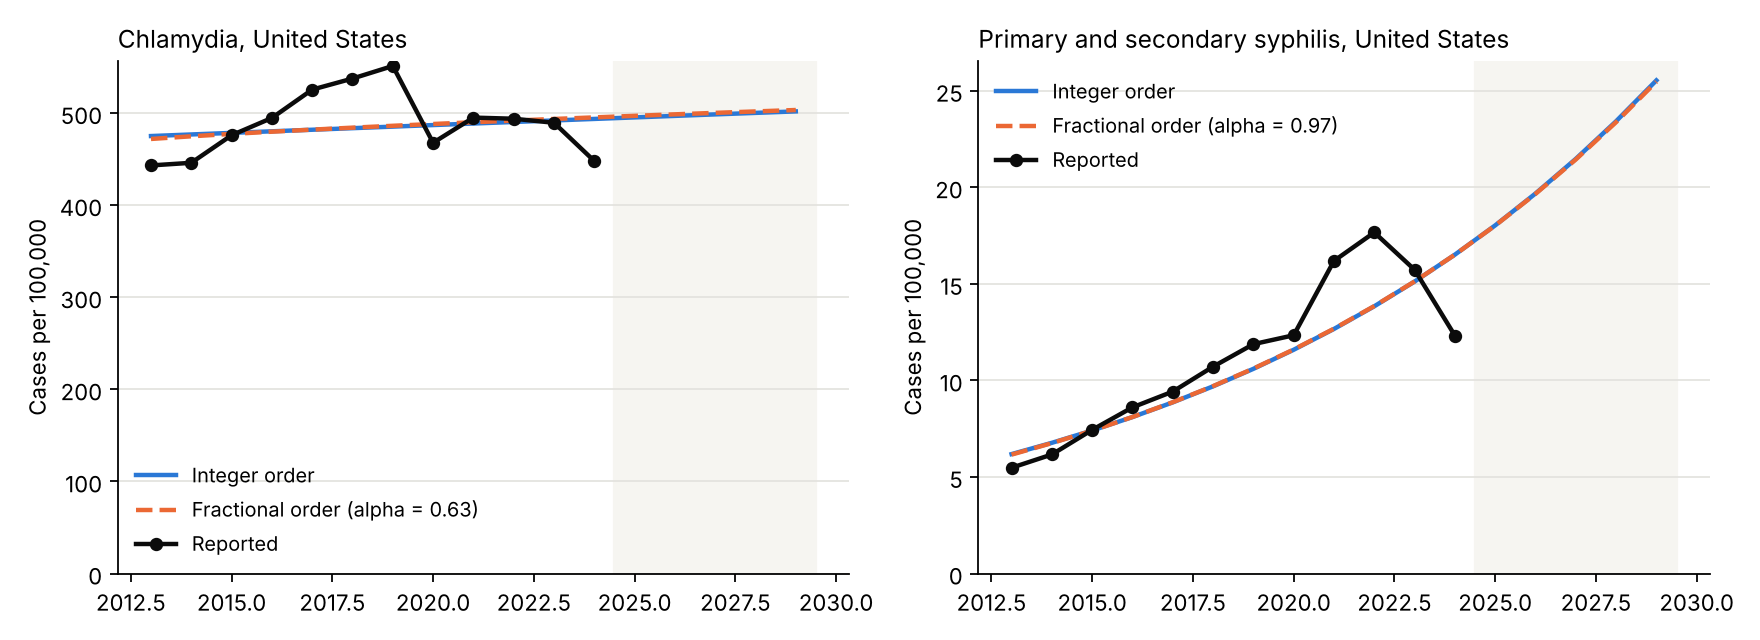 Chlamydia, United States
Cases per 100,000
500
400
300
200
100
0
Integer order
Fractional order (alpha = 0.63)
Reported
2012.5 2015.0 2017.5 2020.0 2022.5 2025.0 2027.5 2030.0
Primary and secondary syphilis, United States
Cases per 100,000
25
20
15
10
5
0
Integer order
Fractional order (alpha = 0.97)
Reported
2012.5 2015.0 2017.5 2020.0 2022.5 2025.0 2027.5 2030.0